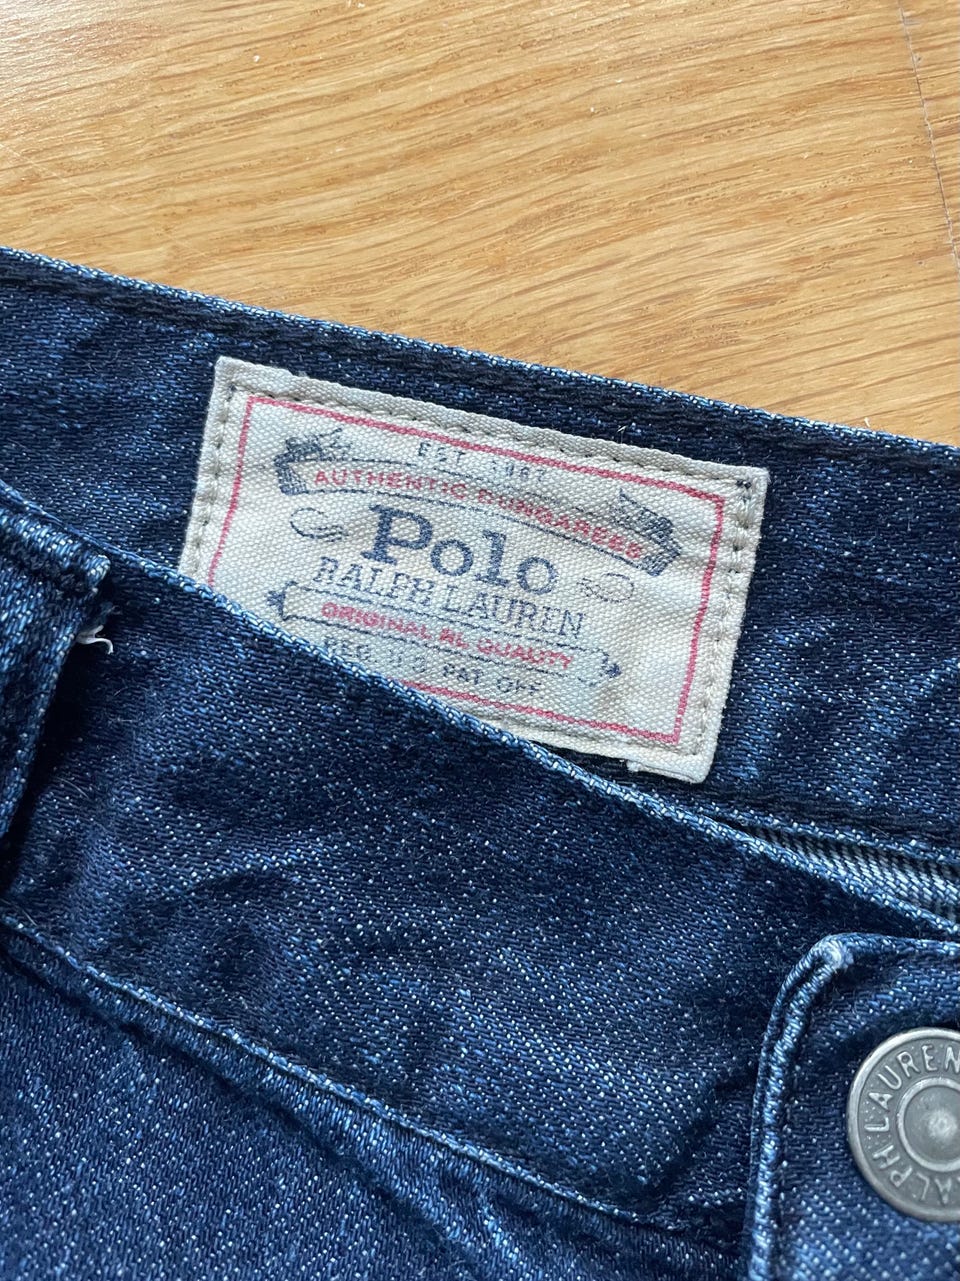 EST. 1967
AUTHENTIC DUNGAREES
Polo
RALPH LAUREN
ORIGINAL RL QUALITY
REG. U.S. PAT. OFF.
RALPH LAUREN